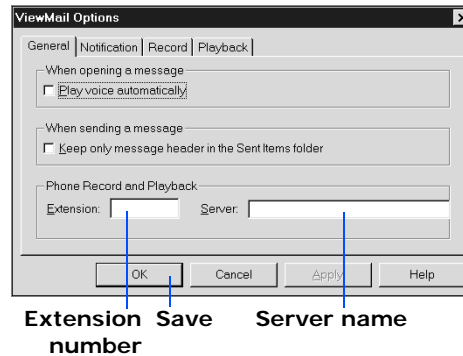 ViewMail Options
General Notification Record Playback
When opening a message
Play voice automatically
When sending a message
Keep only message header in the Sent Items folder
Phone Record and Playback
Extension: Server:
OK Cancel Apply Help
Extension number
Save
Server name